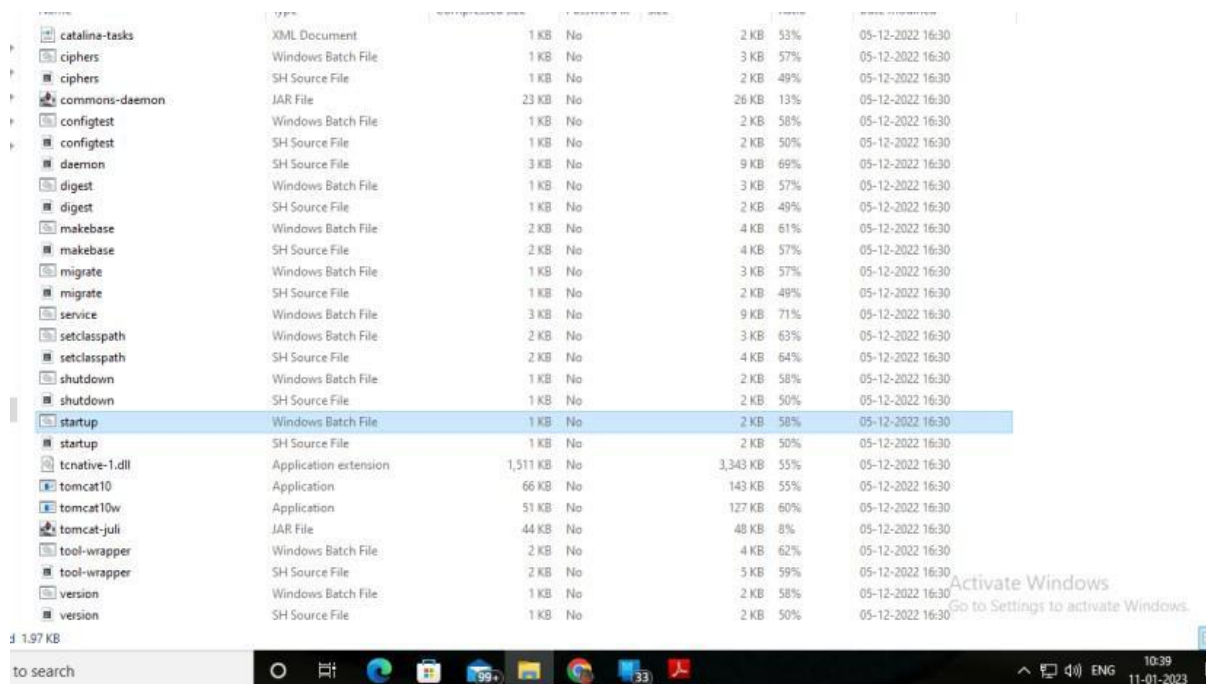 catalina-tasks XML Document 1 KB No 2 KB 53% 05-12-2022 16:30
ciphers Windows Batch File 1 KB No 3 KB 57% 05-12-2022 16:30
ciphers SH Source File 1 KB No 2 KB 49% 05-12-2022 16:30
commons-daemon JAR File 23 KB No 26 KB 13% 05-12-2022 16:30
configtest Windows Batch File 1 KB No 2 KB 58% 05-12-2022 16:30
configtest SH Source File 1 KB No 2 KB 50% 05-12-2022 16:30
daemon SH Source File 3 KB No 9 KB 69% 05-12-2022 16:30
digest Windows Batch File 1 KB No 3 KB 57% 05-12-2022 16:30
digest SH Source File 1 KB No 2 KB 49% 05-12-2022 16:30
makebase Windows Batch File 2 KB No 4 KB 61% 05-12-2022 16:30
makebase SH Source File 2 KB No 4 KB 57% 05-12-2022 16:30
migrate Windows Batch File 1 KB No 3 KB 57% 05-12-2022 16:30
migrate SH Source File 1 KB No 2 KB 49% 05-12-2022 16:30
service Windows Batch File 3 KB No 9 KB 71% 05-12-2022 16:30
setclasspath Windows Batch File 2 KB No 3 KB 63% 05-12-2022 16:30
setclasspath SH Source File 2 KB No 4 KB 64% 05-12-2022 16:30
shutdown Windows Batch File 1 KB No 2 KB 58% 05-12-2022 16:30
shutdown SH Source File 1 KB No 2 KB 50% 05-12-2022 16:30
startup Windows Batch File 1 KB No 2 KB 58% 05-12-2022 16:30
startup SH Source File 1 KB No 2 KB 50% 05-12-2022 16:30
tcnative-1.dll Application extension 1,511 KB No 3,343 KB 55% 05-12-2022 16:30
tomcat10 Application 66 KB No 143 KB 55% 05-12-2022 16:30
tomcat10w Application 51 KB No 127 KB 60% 05-12-2022 16:30
tomcat-juli JAR File 44 KB No 48 KB 8% 05-12-2022 16:30
tool-wrapper Windows Batch File 2 KB No 4 KB 62% 05-12-2022 16:30
tool-wrapper SH Source File 2 KB No 5 KB 59% 05-12-2022 16:30
version Windows Batch File 1 KB No 2 KB 58% 05-12-2022 16:30
version SH Source File 1 KB No 2 KB 50% 05-12-2022 16:30
Activate Windows
Go to Settings to activate Windows.
d 1.97 KB
to search 99+ 33 ENG 10:39
11-01-2023